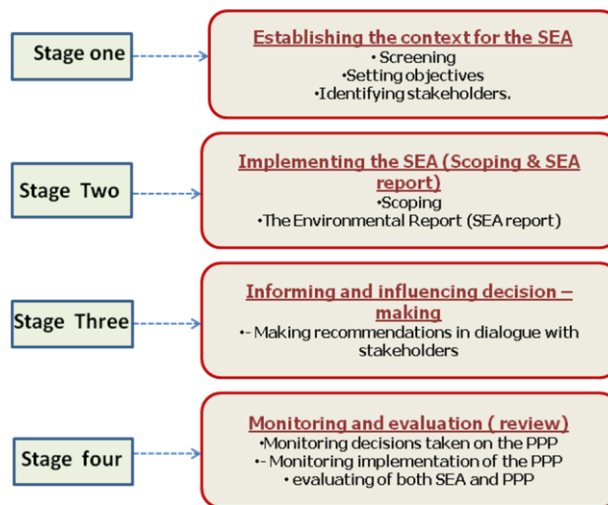 Stage one
Establishing the context for the SEA
• Screening
•Setting objectives
•Identifying stakeholders.
Stage Two
Implementing the SEA (Scoping & SEA
report)
•Scoping
•The Environmental Report (SEA report)
Stage Three
Informing and influencing decision –
making
•- Making recommendations in dialogue with
stakeholders
Stage four
Monitoring and evaluation ( review)
•Monitoring decisions taken on the PPP
•- Monitoring implementation of the PPP
• evaluating of both SEA and PPP